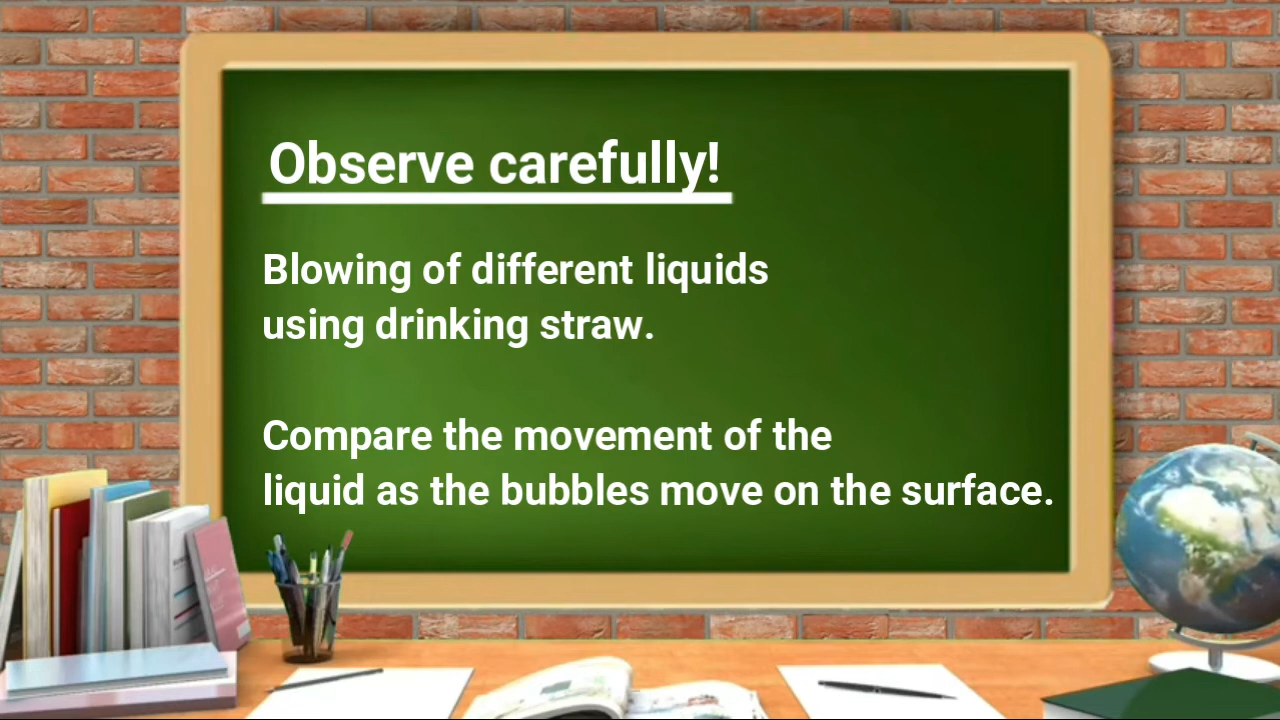 Observe carefully!
Blowing of different liquids
using drinking straw.
Compare the movement of the
liquid as the bubbles move on the surface.